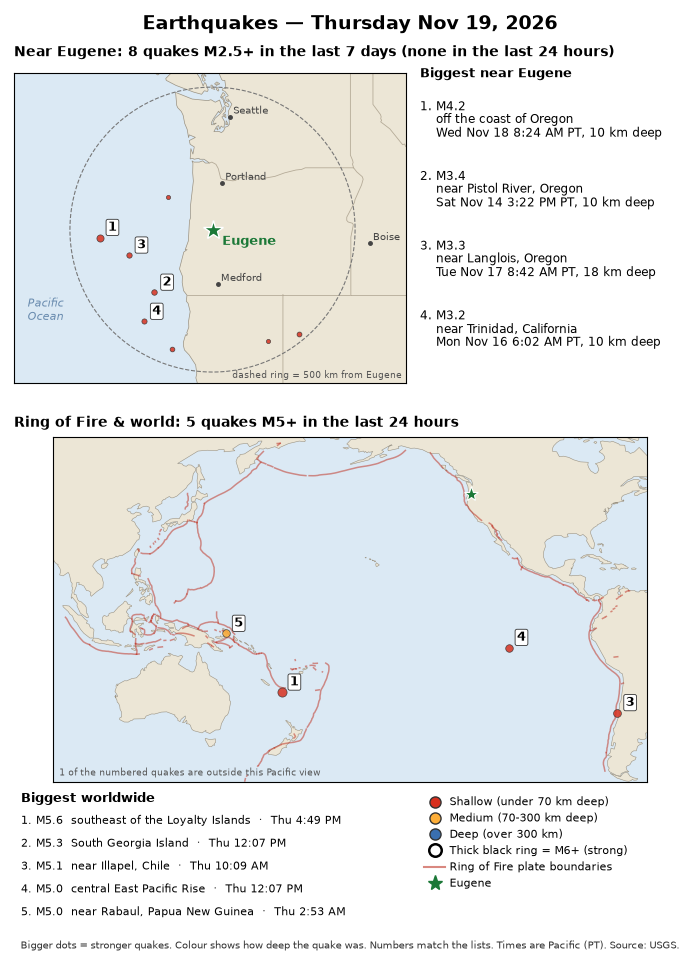 Earthquakes — Thursday Nov 19, 2026
Near Eugene: 8 quakes M2.5+ in the last 7 days (none in the last 24 hours)
Seattle
Portland
1
3
Eugene
Boise
2
Medford
4
Pacific
Ocean
dashed ring = 500 km from Eugene
Biggest near Eugene
1. M4.2
off the coast of Oregon
Wed Nov 18 8:24 AM PT, 10 km deep
2. M3.4
near Pistol River, Oregon
Sat Nov 14 3:22 PM PT, 10 km deep
3. M3.3
near Langlois, Oregon
Tue Nov 17 8:42 AM PT, 18 km deep
4. M3.2
near Trinidad, California
Mon Nov 16 6:02 AM PT, 10 km deep
Ring of Fire & world: 5 quakes M5+ in the last 24 hours
5
4
1
3
1 of the numbered quakes are outside this Pacific view
Biggest worldwide
1. M5.6 southeast of the Loyalty Islands · Thu 4:49 PM
2. M5.3 South Georgia Island · Thu 12:07 PM
3. M5.1 near Illapel, Chile · Thu 10:09 AM
4. M5.0 central East Pacific Rise · Thu 12:07 PM
5. M5.0 near Rabaul, Papua New Guinea · Thu 2:53 AM
Shallow (under 70 km deep)
Medium (70-300 km deep)
Deep (over 300 km)
Thick black ring = M6+ (strong)
Ring of Fire plate boundaries
Eugene
Bigger dots = stronger quakes. Colour shows how deep the quake was. Numbers match the lists. Times are Pacific (PT). Source: USGS.